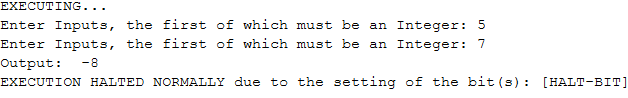 EXECUTING...
Enter Inputs, the first of which must be an Integer: 5
Enter Inputs, the first of which must be an Integer: 7
Output:  -8
EXECUTION HALTED NORMALLY due to the setting of the bit(s): [HALT-BIT]